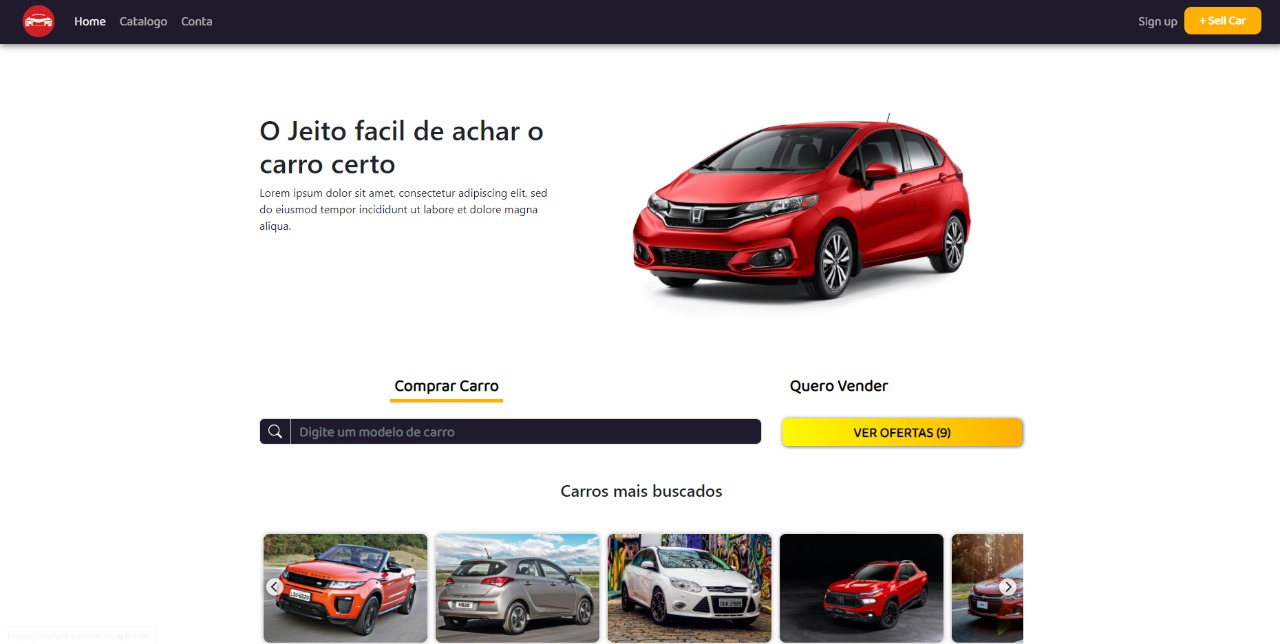 Home Catalogo Conta Sign up + Sell Car
O Jeito facil de achar o
carro certo
Lorem ipsum dolor sit amet, consectetur adipiscing elit, sed
do eiusmod tempor incididunt ut labore et dolore magna
aliqua.
Comprar Carro Quero Vender
Digite um modelo de carro VER OFERTAS (9)
Carros mais buscados